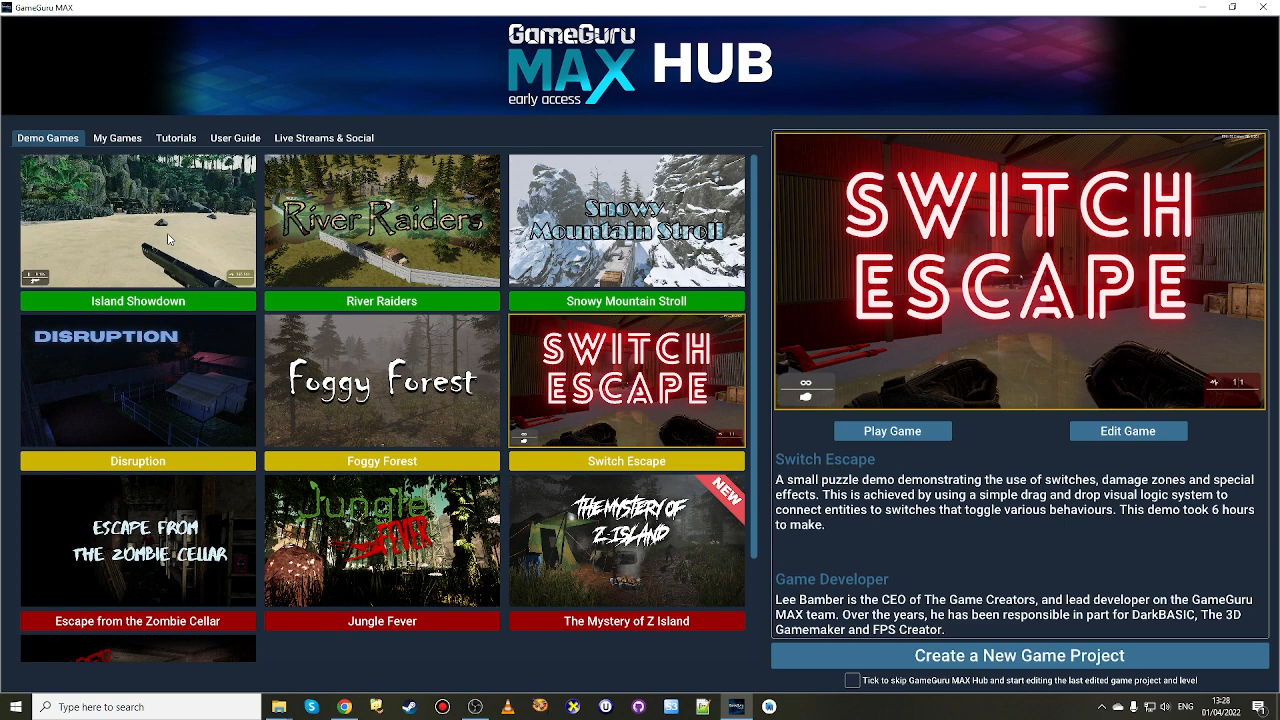 GameGuru MAX
GameGuru
MAX HUB
early access
Demo Games My Games Tutorials User Guide Live Streams & Social
River Raiders
Snowy
Mountain Stroll
Island Showdown
River Raiders
Snowy Mountain Stroll
DISRUPTION
Foggy Forest
SWITCH
ESCAPE
Disruption
Foggy Forest
Switch Escape
ESCAPE FROM
THE ZOMBIE CELLAR
Jungle
FEVER
THE MYSTERY OF
Z ISLAND
NEW
Escape from the Zombie Cellar
Jungle Fever
The Mystery of Z Island
SWITCH
ESCAPE
Play Game
Edit Game
Switch Escape
A small puzzle demo demonstrating the use of switches, damage zones and special
effects. This is achieved by using a simple drag and drop visual logic system to
connect entities to switches that toggle various behaviours. This demo took 6 hours
to make.
Game Developer
Lee Bamber is the CEO of The Game Creators, and lead developer on the GameGuru
MAX team. Over the years, he has been responsible in part for DarkBASIC, The 3D
Gamemaker and FPS Creator.
Create a New Game Project
Tick to skip GameGuru MAX Hub and start editing the last edited game project and level
Type here to search
13:28
01/04/2022